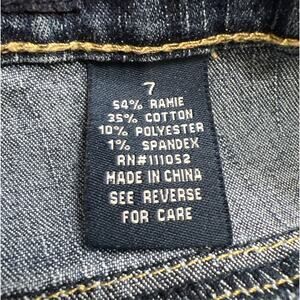 7
54% RAMIE
35% COTTON
10% POLYESTER
1% SPANDEX
RN#111052
MADE IN CHINA
SEE REVERSE
FOR CARE